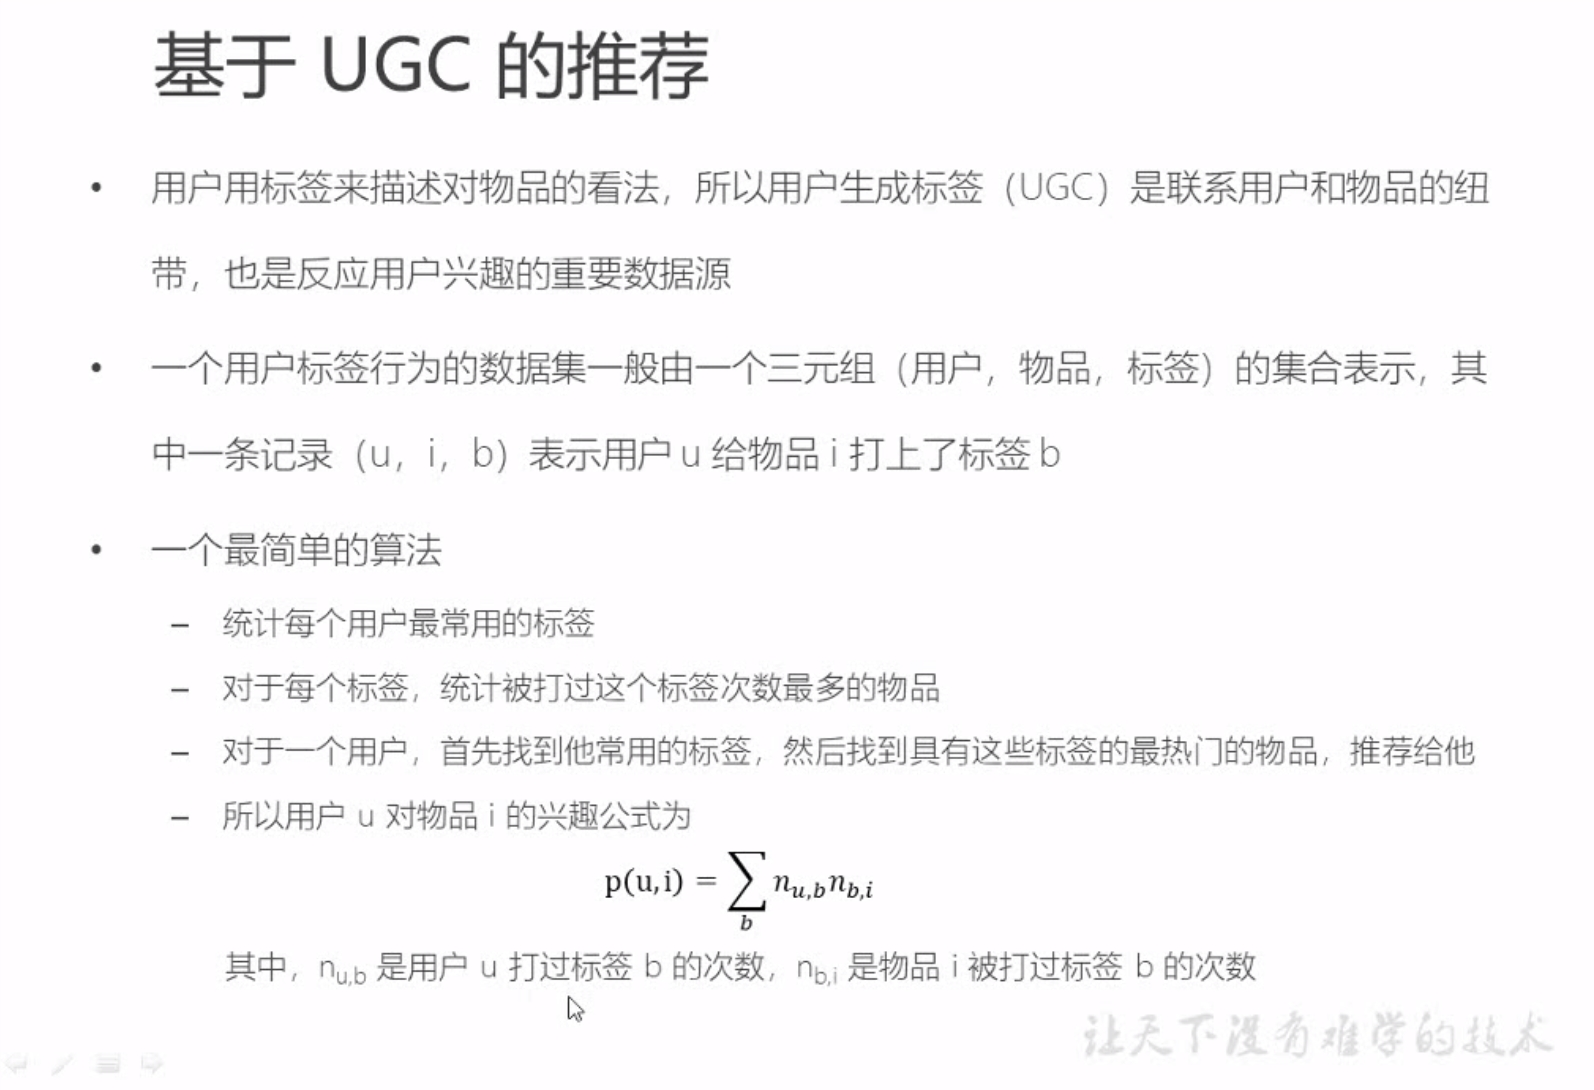 基于 UGC 的推荐
• 用户用标签来描述对物品的看法，所以用户生成标签（UGC）是联系用户和物品的纽
带，也是反应用户兴趣的重要数据源
• 一个用户标签行为的数据集一般由一个三元组（用户，物品，标签）的集合表示，其
中一条记录（u，i，b）表示用户 u 给物品 i 打上了标签 b
• 一个最简单的算法
– 统计每个用户最常用的标签
– 对于每个标签，统计被打过这个标签次数最多的物品
– 对于一个用户，首先找到他常用的标签，然后找到具有这些标签的最热门的物品，推荐给他
– 所以用户 u 对物品 i 的兴趣公式为
p(u,i) = ∑_b n_{u,b} n_{b,i}
其中，n_{u,b} 是用户 u 打过标签 b 的次数，n_{b,i} 是物品 i 被打过标签 b 的次数
让天下没有难学的技术